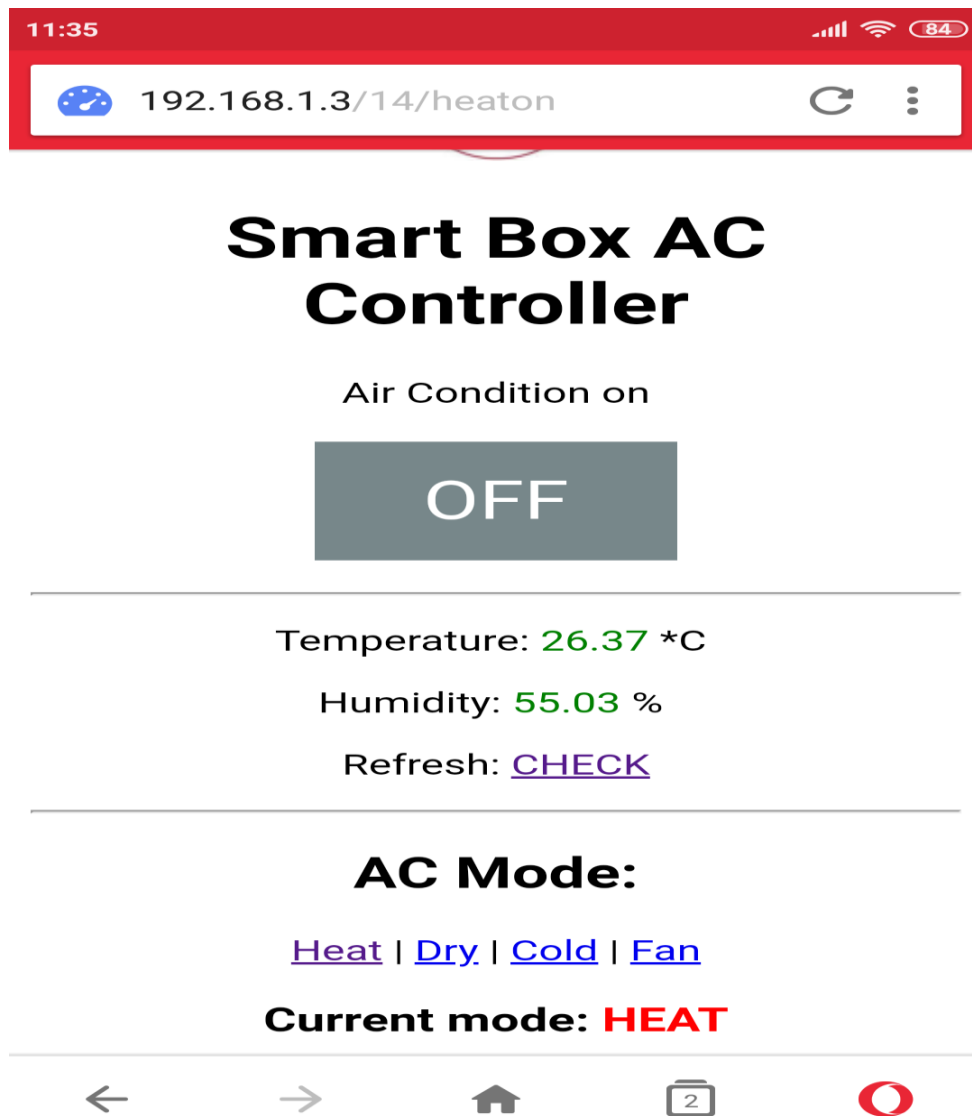 11:35 84
192.168.1.3/14/heaton
Smart Box AC
Controller
Air Condition on
OFF
Temperature: 26.37 *C
Humidity: 55.03 %
Refresh: CHECK
AC Mode:
Heat | Dry | Cold | Fan
Current mode: HEAT
2